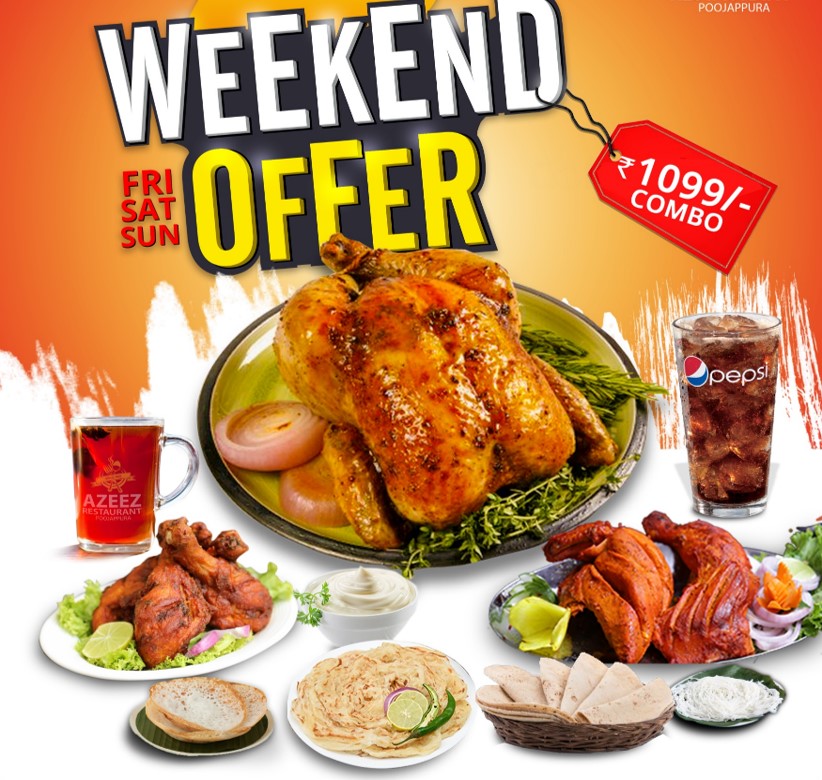 POOJAPPURA
WEEKEND
OFFER
FRI
SAT
SUN
₹1099/-
COMBO
pepsi
AZEEZ
RESTAURANT
POOJAPPURA